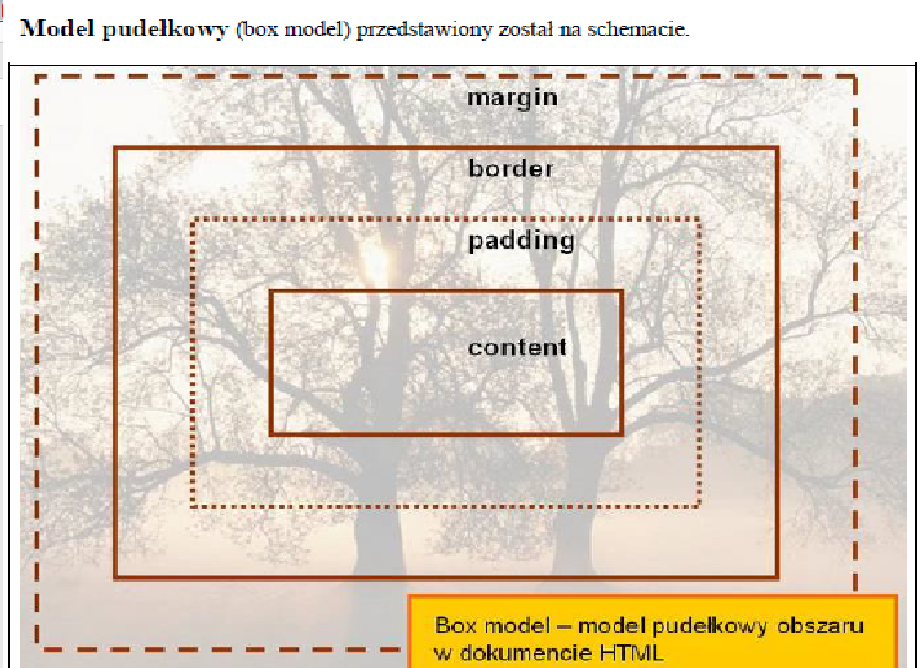 Model pudełkowy (box model) przedstawiony został na schemacie.
margin
border
padding
content
Box model – model pudełkowy obszaru
w dokumencie HTML